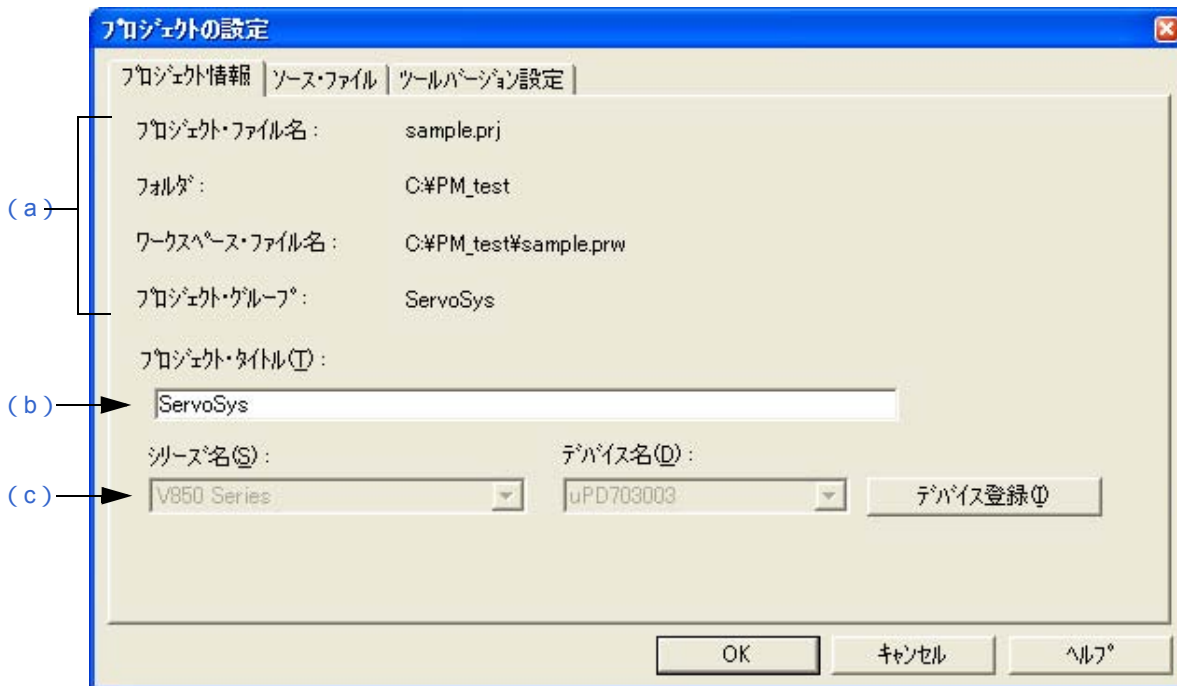 プロジェクトの設定
プロジェクト情報 ソース・ファイル ツールバージョン設定
プロジェクト・ファイル名: sample.prj
フォルダ: C:¥PM_test
(a)
ワークスペース・ファイル名: C:¥PM_test¥sample.prw
プロジェクト・グループ: ServoSys
プロジェクト・タイトル(T):
(b) ServoSys
シリーズ名(S): デバイス名(D):
(c) V850 Series uPD703003 デバイス登録(I)
OK キャンセル ヘルプ